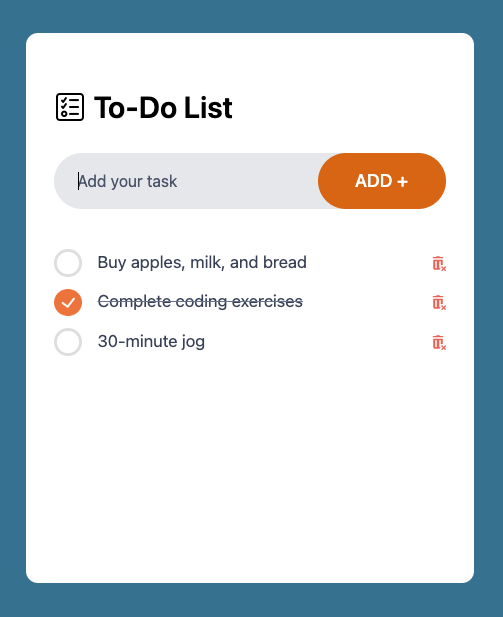 To-Do List
Add your task
ADD +
Buy apples, milk, and bread
Complete coding exercises
30-minute jog